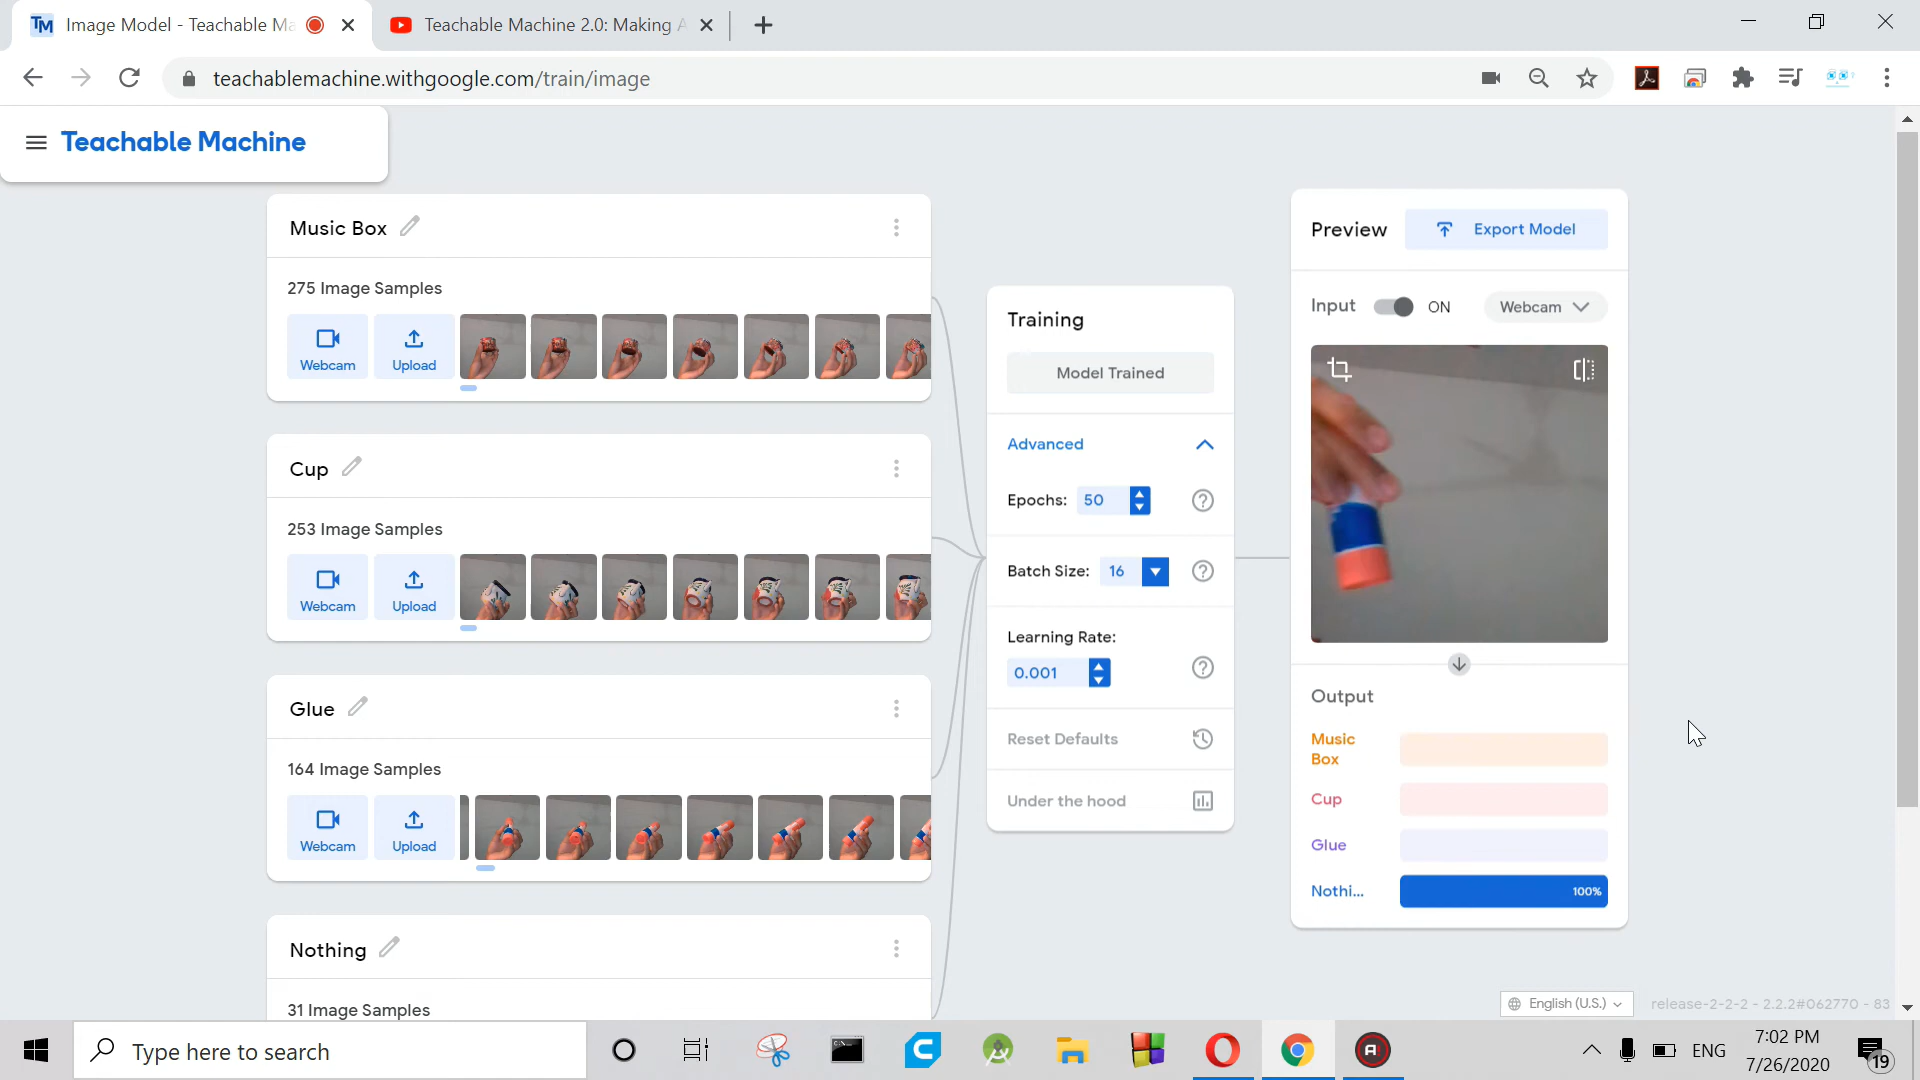 Image Model - Teachable Ma
Teachable Machine 2.0: Making A
teachablemachine.withgoogle.com/train/image
Teachable Machine
Music Box
275 Image Samples
Webcam
Upload
Cup
253 Image Samples
Webcam
Upload
Glue
164 Image Samples
Webcam
Upload
Nothing
31 Image Samples
Training
Model Trained
Advanced
Epochs: 50
Batch Size: 16
Learning Rate:
0.001
Reset Defaults
Under the hood
Preview
Export Model
Input ON Webcam
Output
Music
Box
Cup
Glue
Nothi... 100%
English (U.S.)
release-2-2-2 - 2.2.2#062770 - 83
Type here to search
ENG
7:02 PM
7/26/2020
19